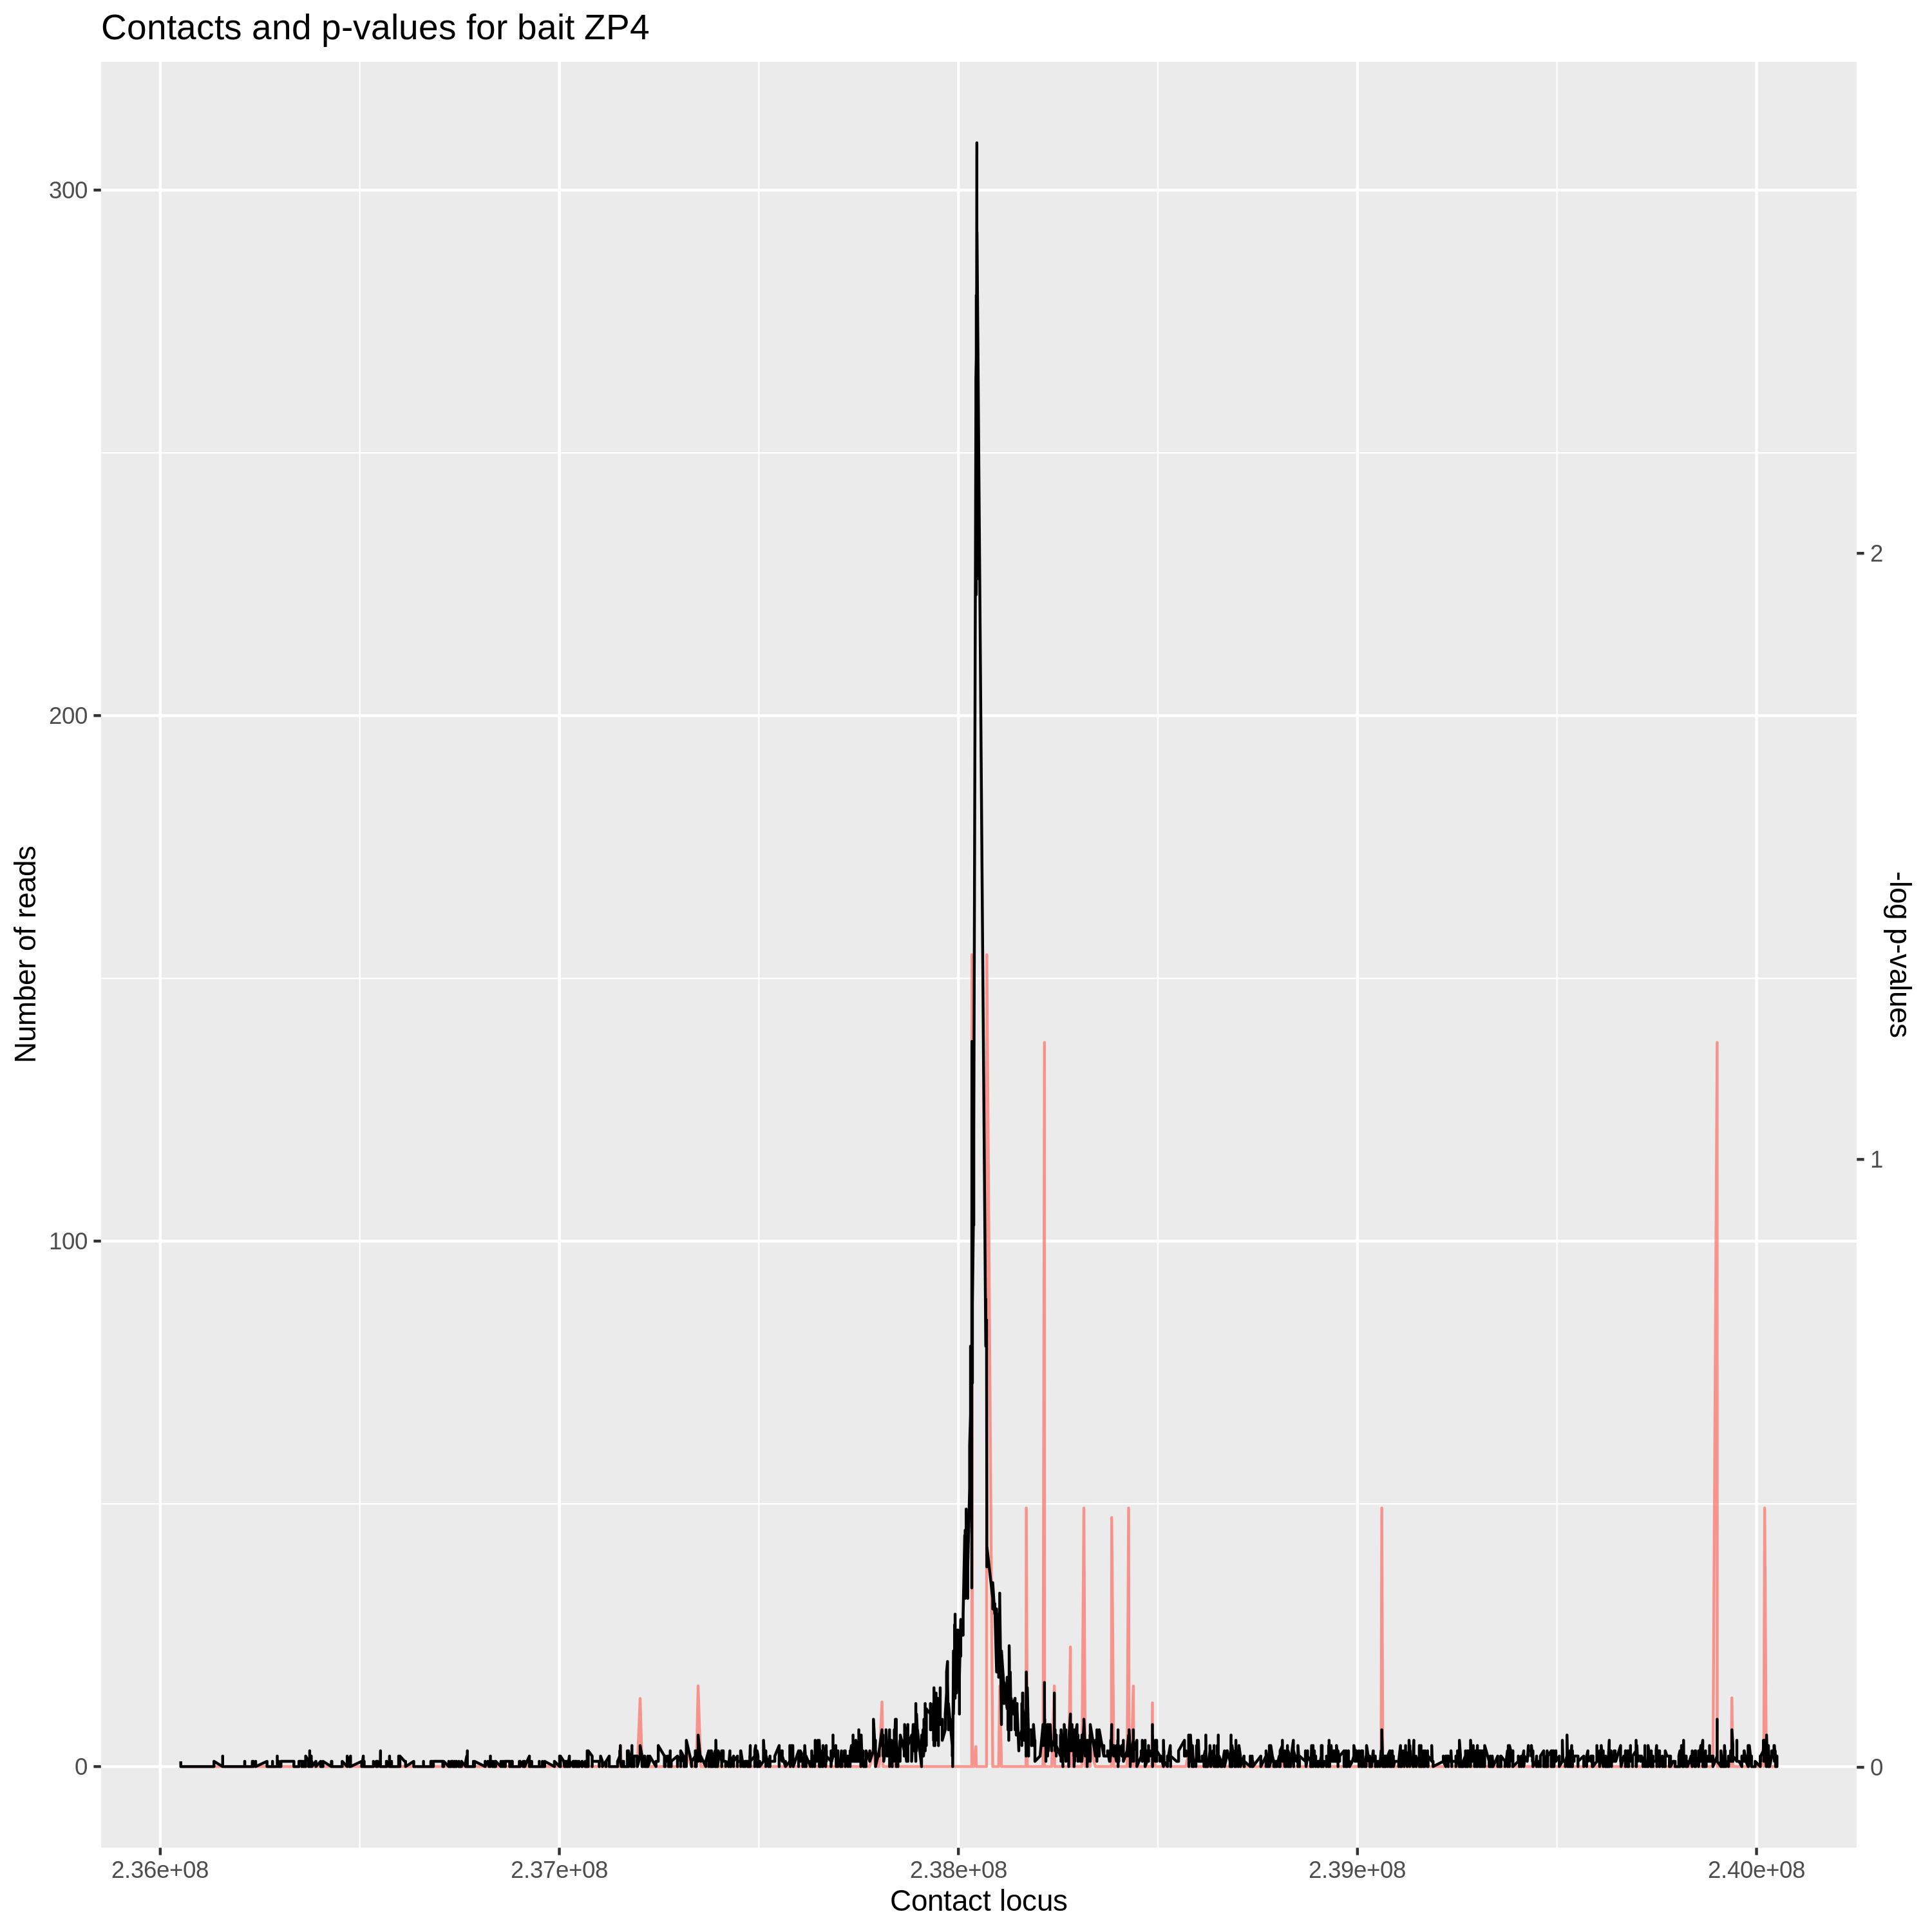 Contacts and p-values for bait ZP4
300
200
100
0
Number of reads
2
1
0
-log p-values
2.36e+08
2.37e+08
2.38e+08
2.39e+08
2.40e+08
Contact locus